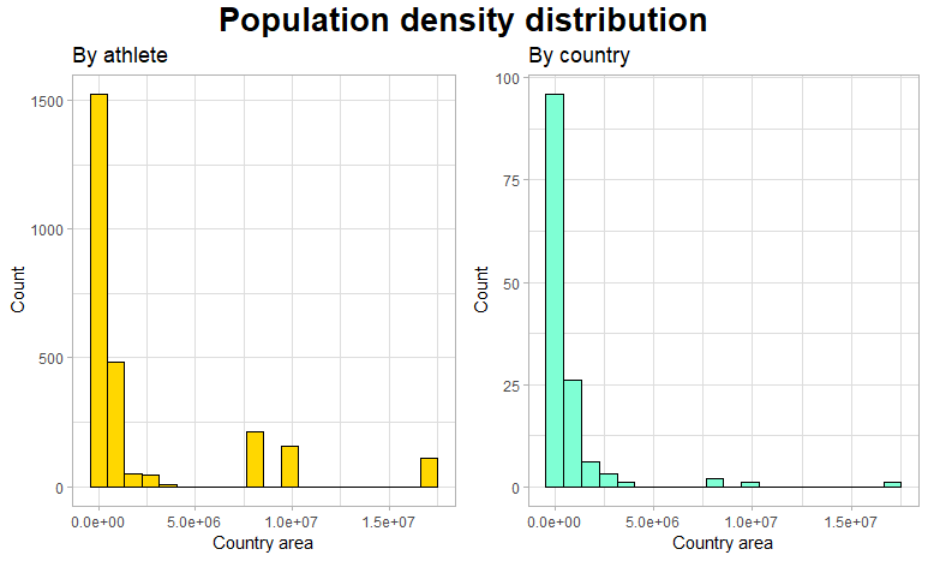 Population density distribution
By athlete
1500
1000
500
0
Count
0.0e+00 5.0e+06 1.0e+07 1.5e+07
Country area
By country
100
75
50
25
0
Count
0.0e+00 5.0e+06 1.0e+07 1.5e+07
Country area